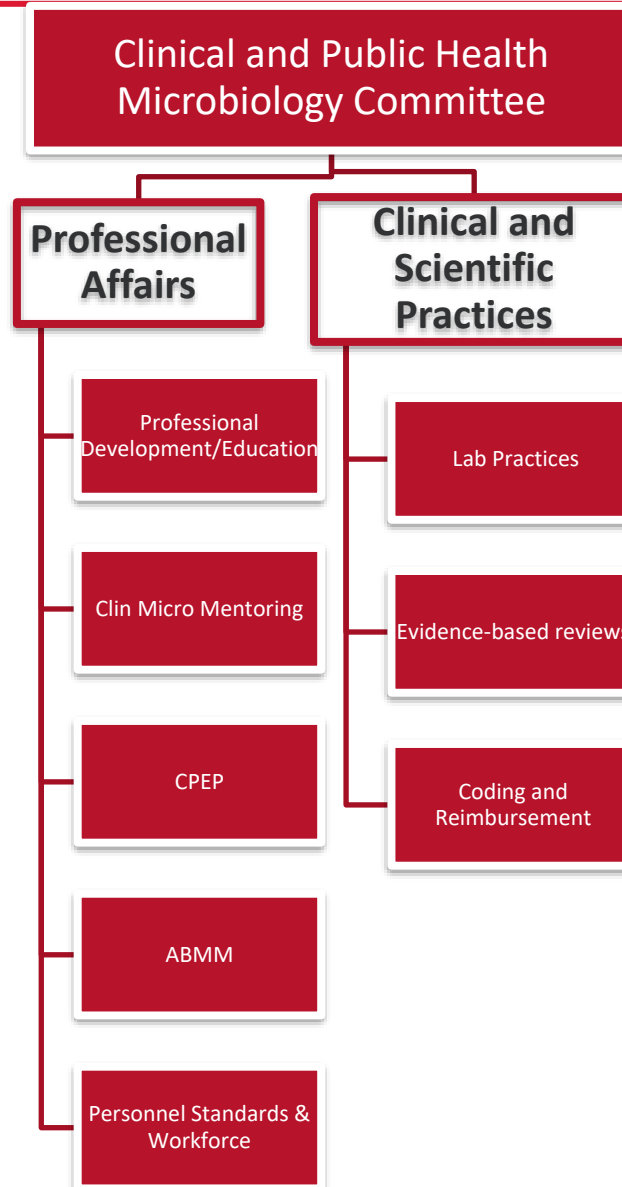 Clinical and Public Health
Microbiology Committee
Professional
Affairs
Professional
Development/Education
Clin Micro Mentoring
CPEP
ABMM
Personnel Standards &
Workforce
Clinical and
Scientific
Practices
Lab Practices
Evidence-based reviews
Coding and
Reimbursement